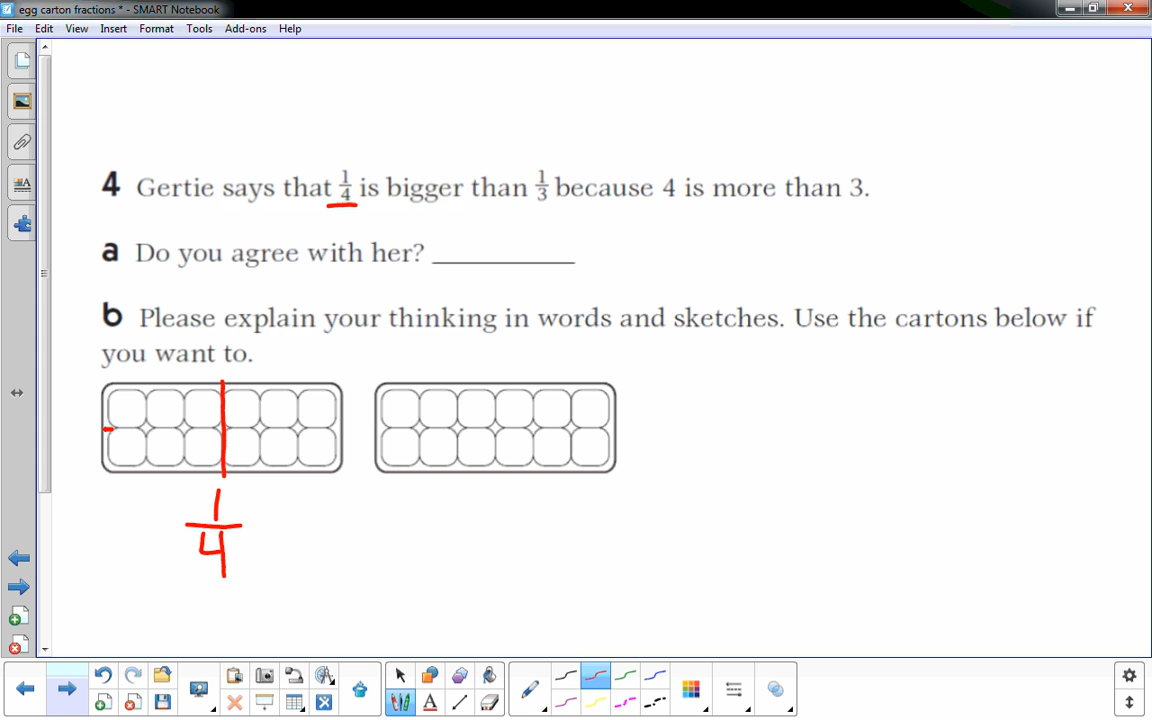 egg carton fractions * - SMART Notebook
File Edit View Insert Format Tools Add-ons Help
4 Gertie says that 1/4 is bigger than 1/3 because 4 is more than 3.
a Do you agree with her? __________
b Please explain your thinking in words and sketches. Use the cartons below if
you want to.
1/4